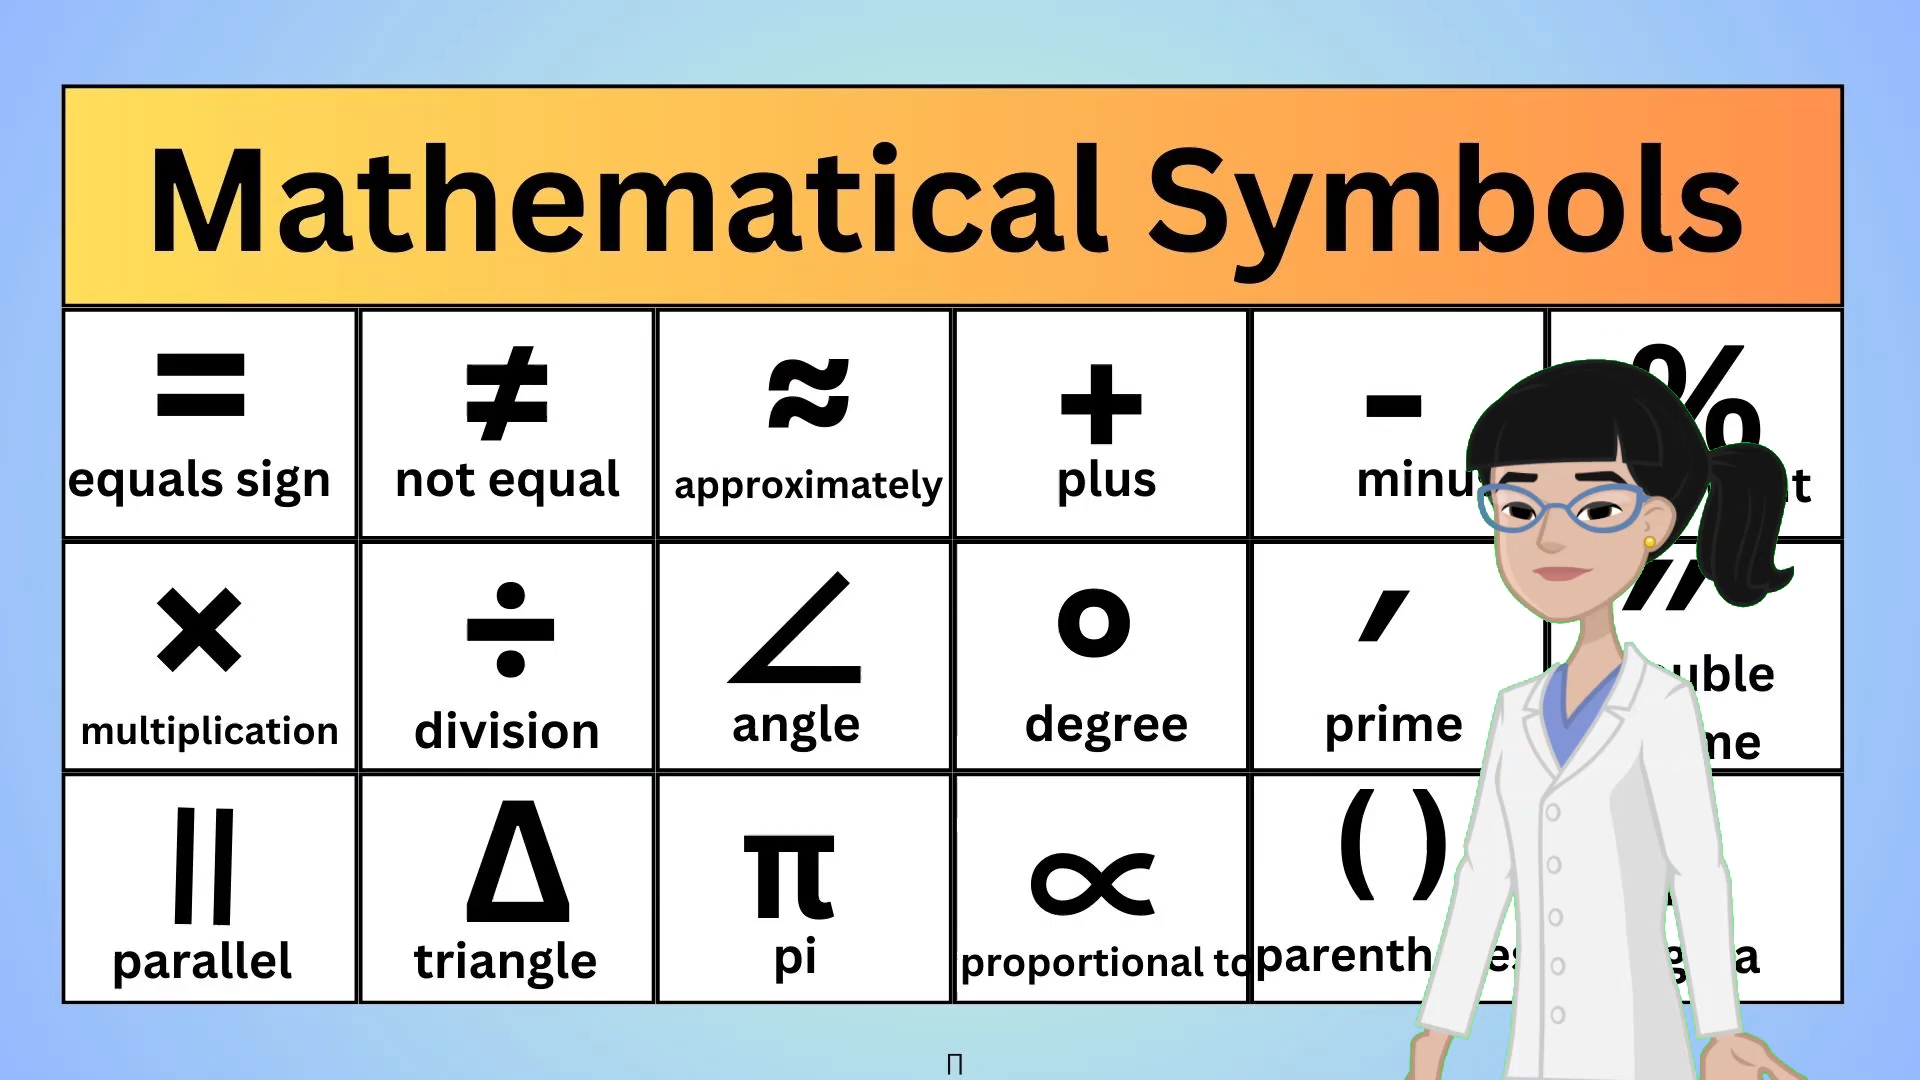 Mathematical Symbols
= ≠ ≈ + - %
equals sign not equal approximately plus
× ÷ ∠ ° ′ ″
multiplication division angle degree prime
|| Δ π ∝ ( )
parallel triangle pi proportional to
∏